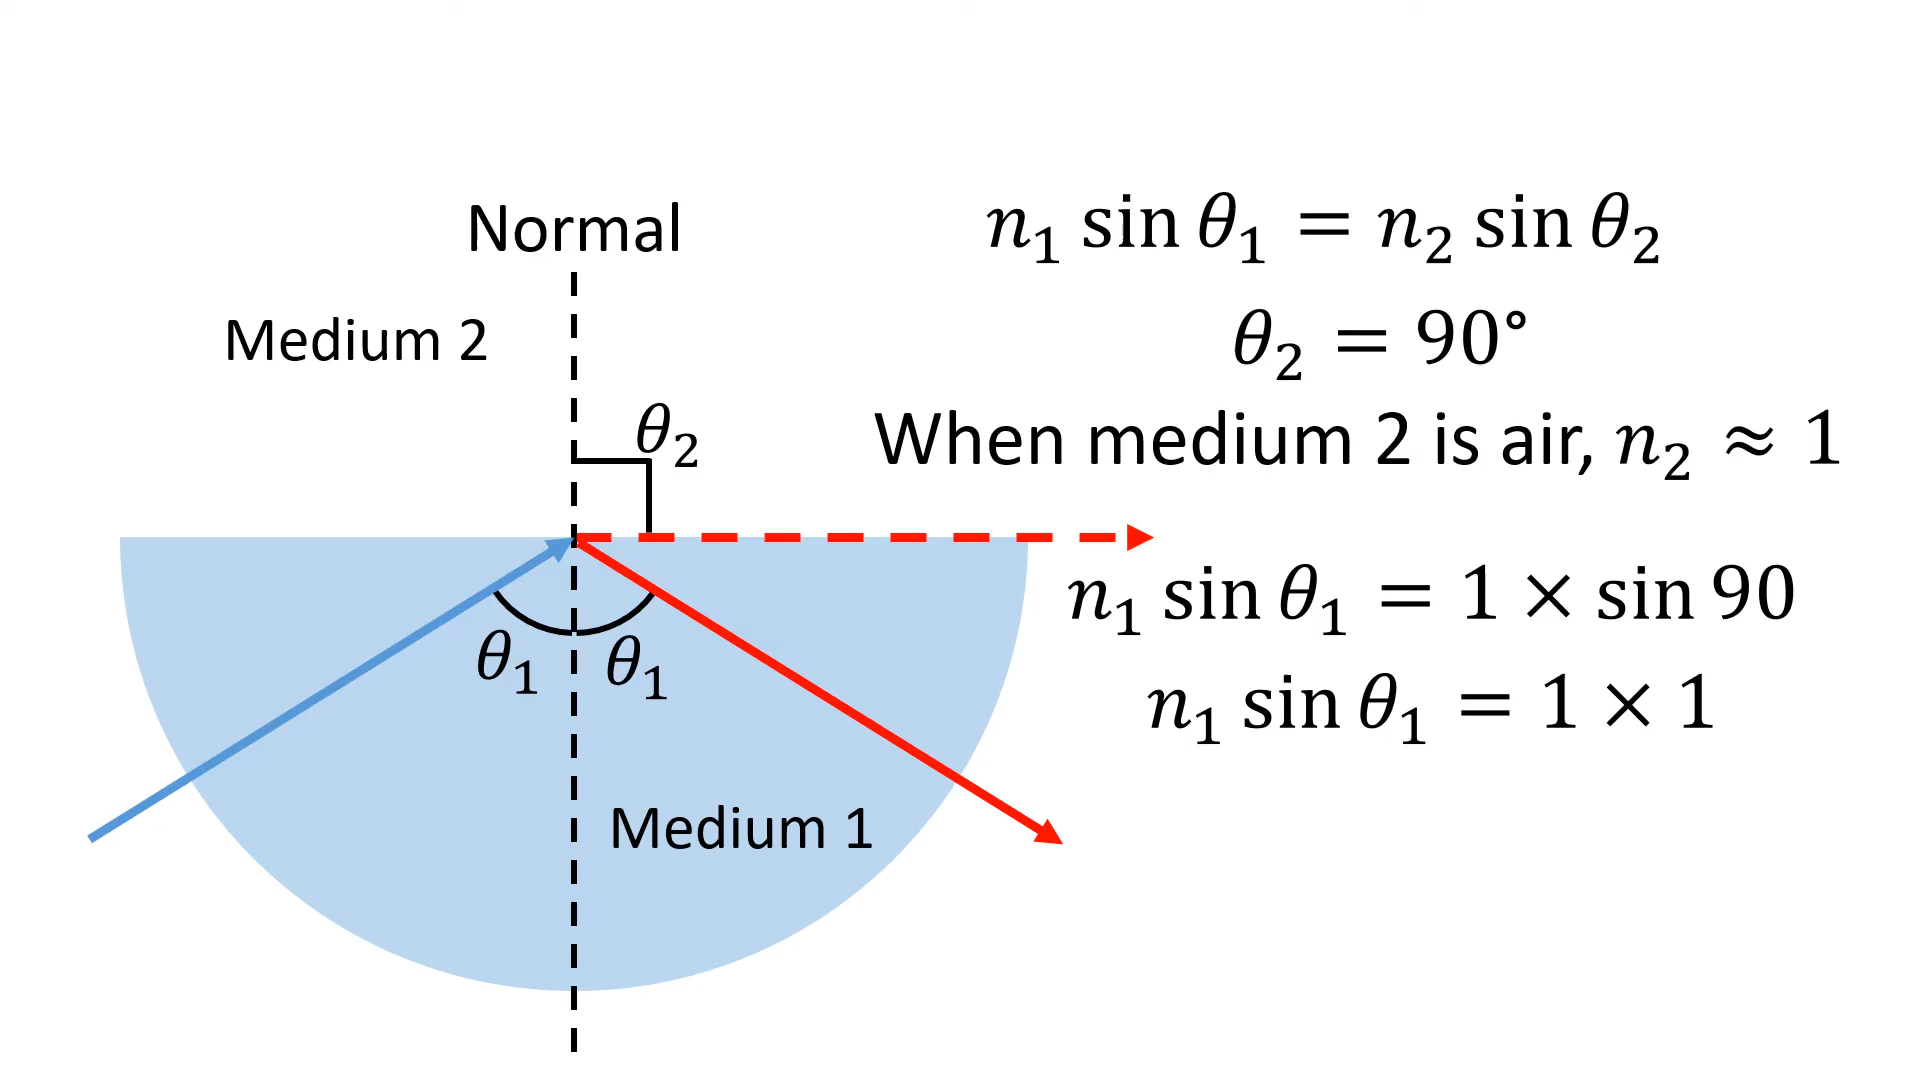 Normal
n₁ sin θ₁ = n₂ sin θ₂
Medium 2
θ₂ = 90°
θ₂
When medium 2 is air, n₂ ≈ 1
n₁ sin θ₁ = 1 × sin 90
θ₁ θ₁
n₁ sin θ₁ = 1 × 1
Medium 1